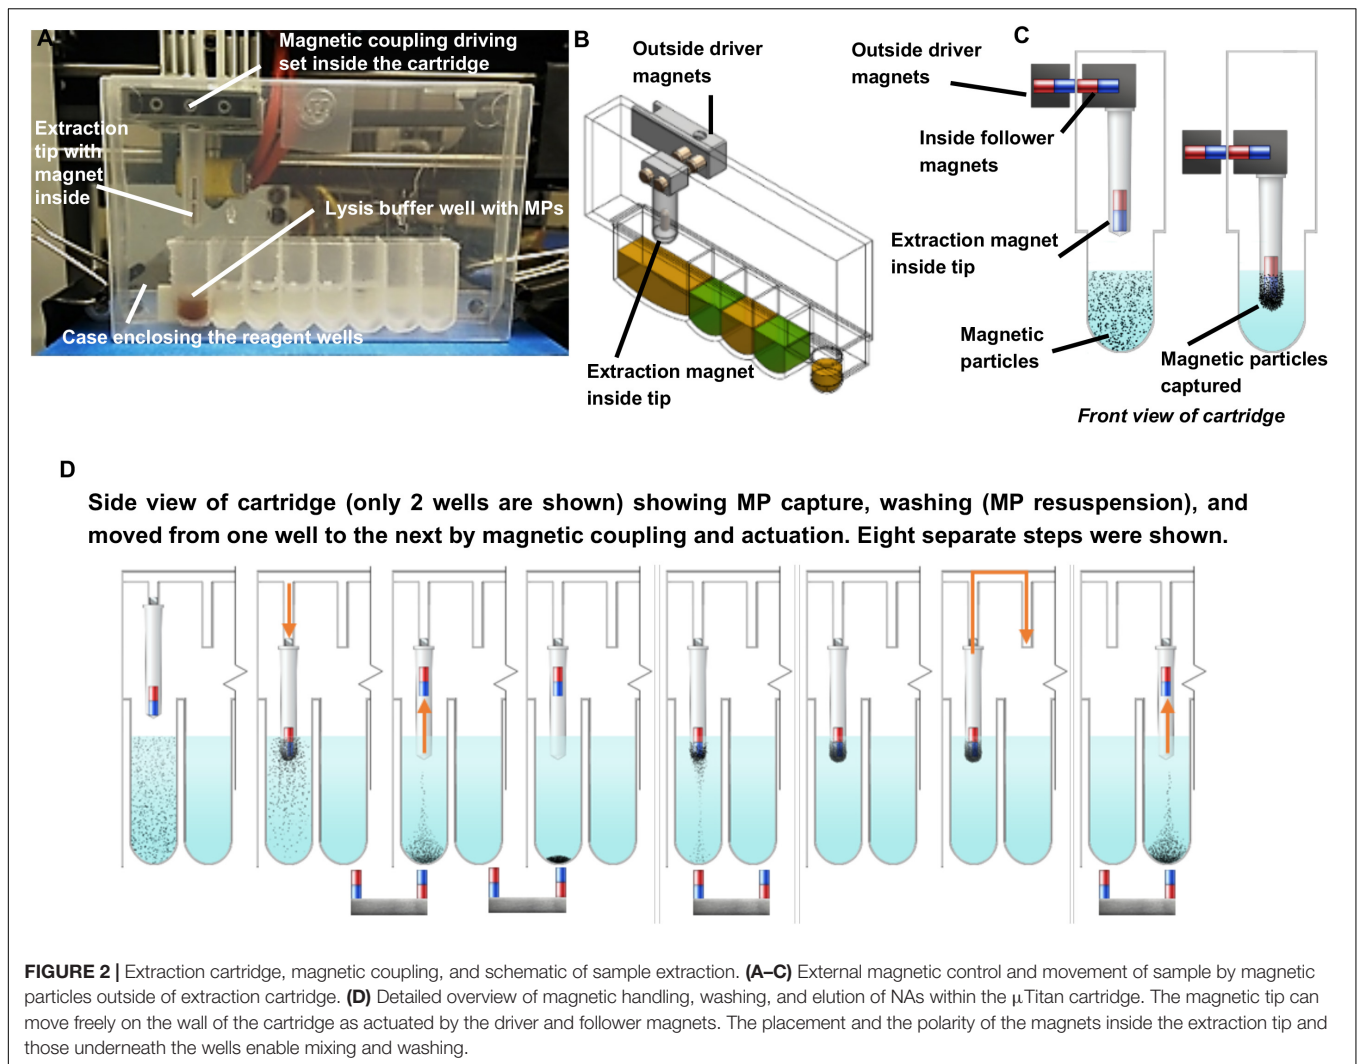 A
Magnetic coupling driving
set inside the cartridge
Extraction
tip with
magnet
inside
Lysis buffer well with MPs
Case enclosing the reagent wells
B
Outside driver
magnets
Extraction magnet
inside tip
C
Outside driver
magnets
Inside follower
magnets
Extraction magnet
inside tip
Magnetic
particles
Magnetic particles
captured
Front view of cartridge
D
Side view of cartridge (only 2 wells are shown) showing MP capture, washing (MP resuspension), and
moved from one well to the next by magnetic coupling and actuation. Eight separate steps were shown.
FIGURE 2 | Extraction cartridge, magnetic coupling, and schematic of sample extraction. (A–C) External magnetic control and movement of sample by magnetic
particles outside of extraction cartridge. (D) Detailed overview of magnetic handling, washing, and elution of NAs within the μTitan cartridge. The magnetic tip can
move freely on the wall of the cartridge as actuated by the driver and follower magnets. The placement and the polarity of the magnets inside the extraction tip and
those underneath the wells enable mixing and washing.